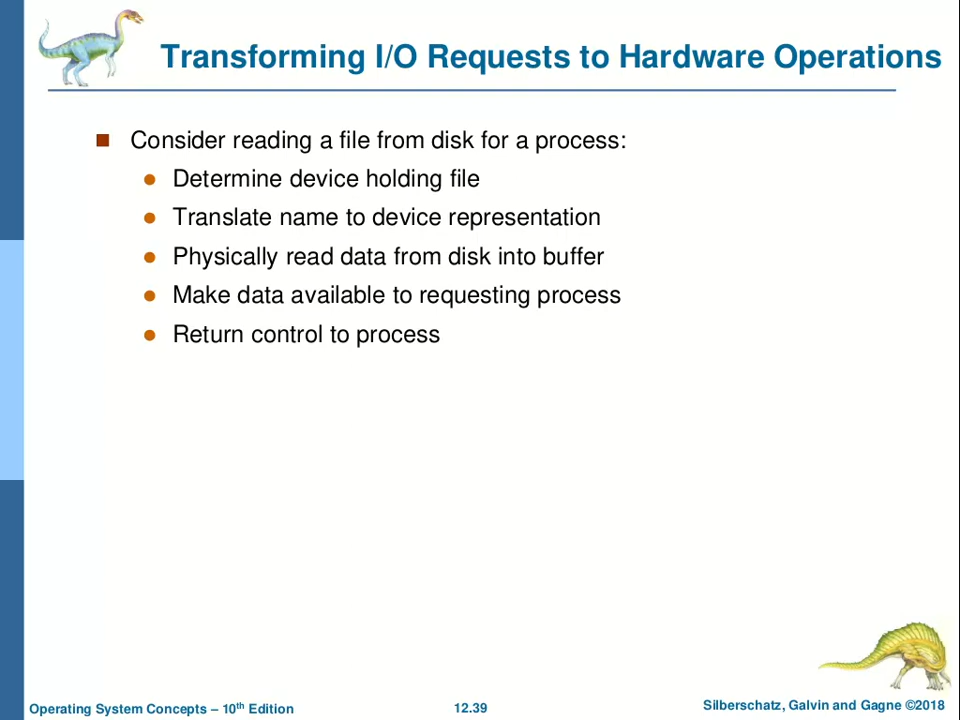 Transforming I/O Requests to Hardware Operations
Consider reading a file from disk for a process:
Determine device holding file
Translate name to device representation
Physically read data from disk into buffer
Make data available to requesting process
Return control to process
Operating System Concepts – 10th Edition
12.39
Silberschatz, Galvin and Gagne ©2018